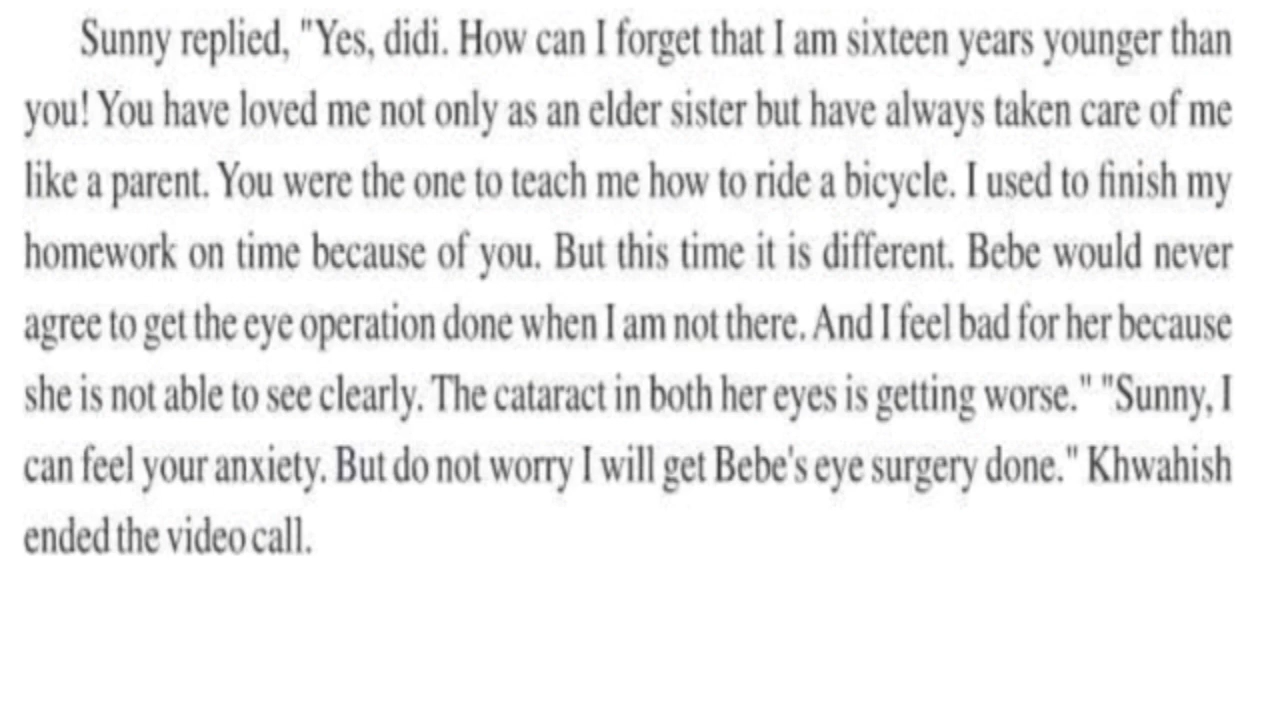 Sunny replied, "Yes, didi. How can I forget that I am sixteen years younger than
you! You have loved me not only as an elder sister but have always taken care of me
like a parent. You were the one to teach me how to ride a bicycle. I used to finish my
homework on time because of you. But this time it is different. Bebe would never
agree to get the eye operation done when I am not there. And I feel bad for her because
she is not able to see clearly. The cataract in both her eyes is getting worse." "Sunny, I
can feel your anxiety. But do not worry I will get Bebe's eye surgery done." Khwahish
ended the video call.